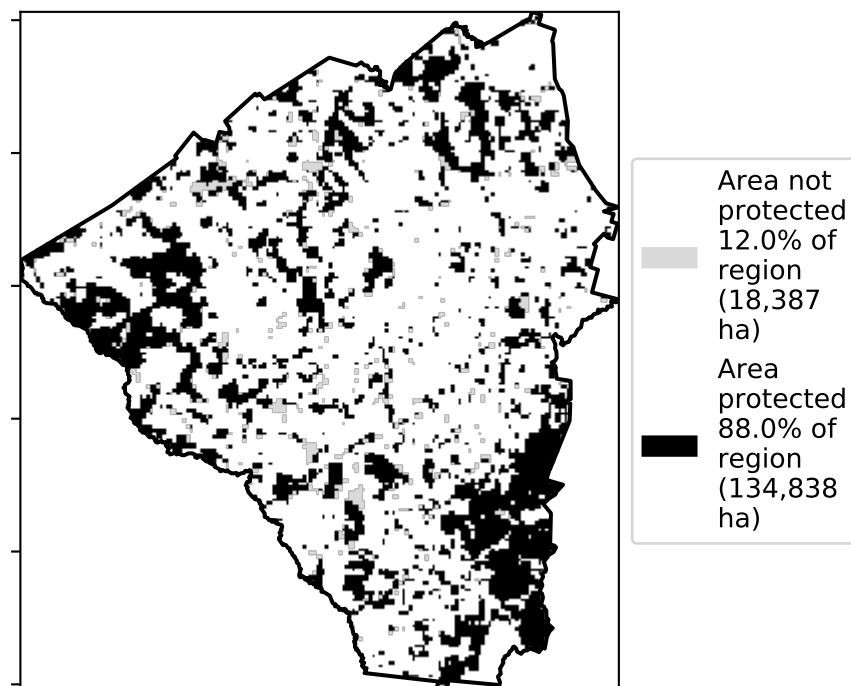 Area not
protected
12.0% of
region
(18,387
ha)
Area
protected
88.0% of
region
(134,838
ha)